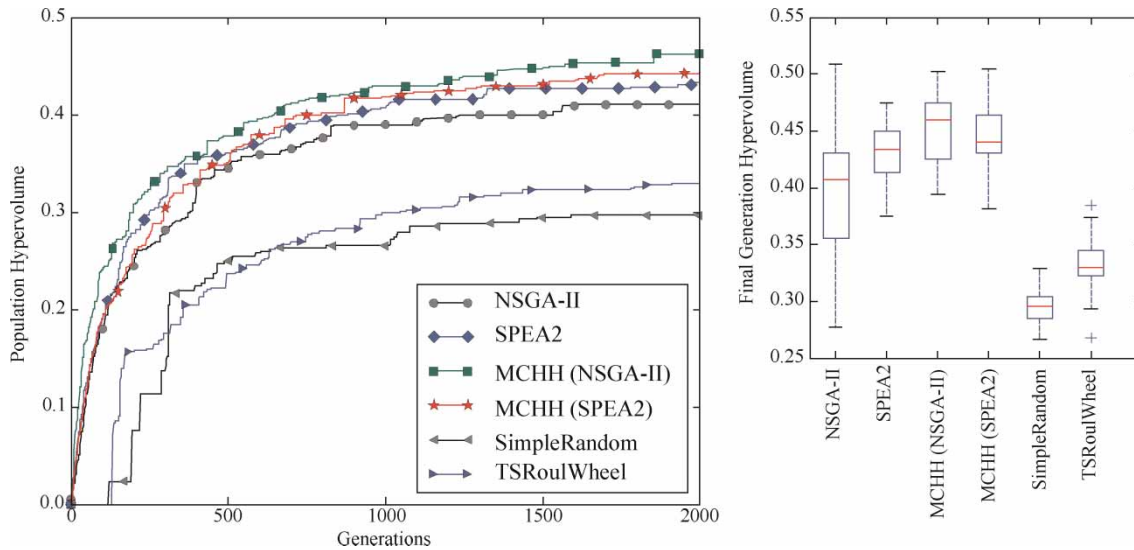 Population Hypervolume
0.5
0.4
0.3
0.2
0.1
0.0
0
500
1000
1500
2000
Generations
NSGA-II
SPEA2
MCHH (NSGA-II)
MCHH (SPEA2)
SimpleRandom
TSRoulWheel
Final Generation Hypervolume
0.55
0.50
0.45
0.40
0.35
0.30
0.25
NSGA-II
SPEA2
MCHH (NSGA-II)
MCHH (SPEA2)
SimpleRandom
TSRoulWheel